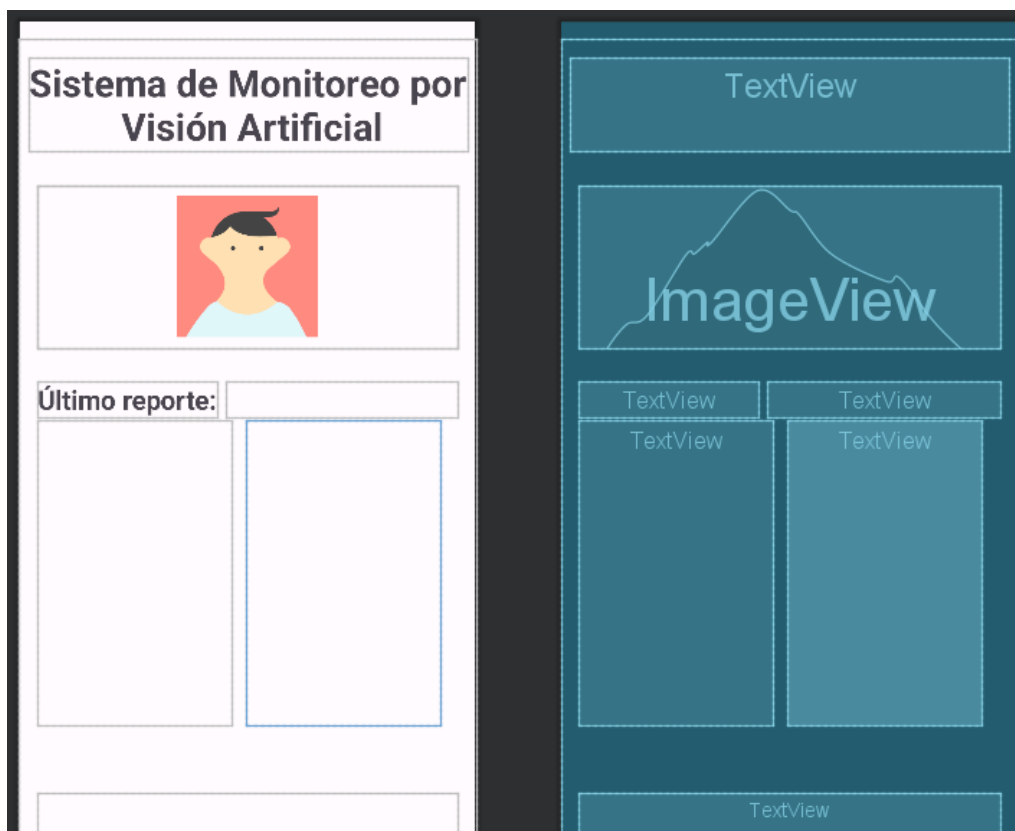 Sistema de Monitoreo por
Visión Artificial
Último reporte:
TextView
ImageView
TextView TextView
TextView TextView
TextView